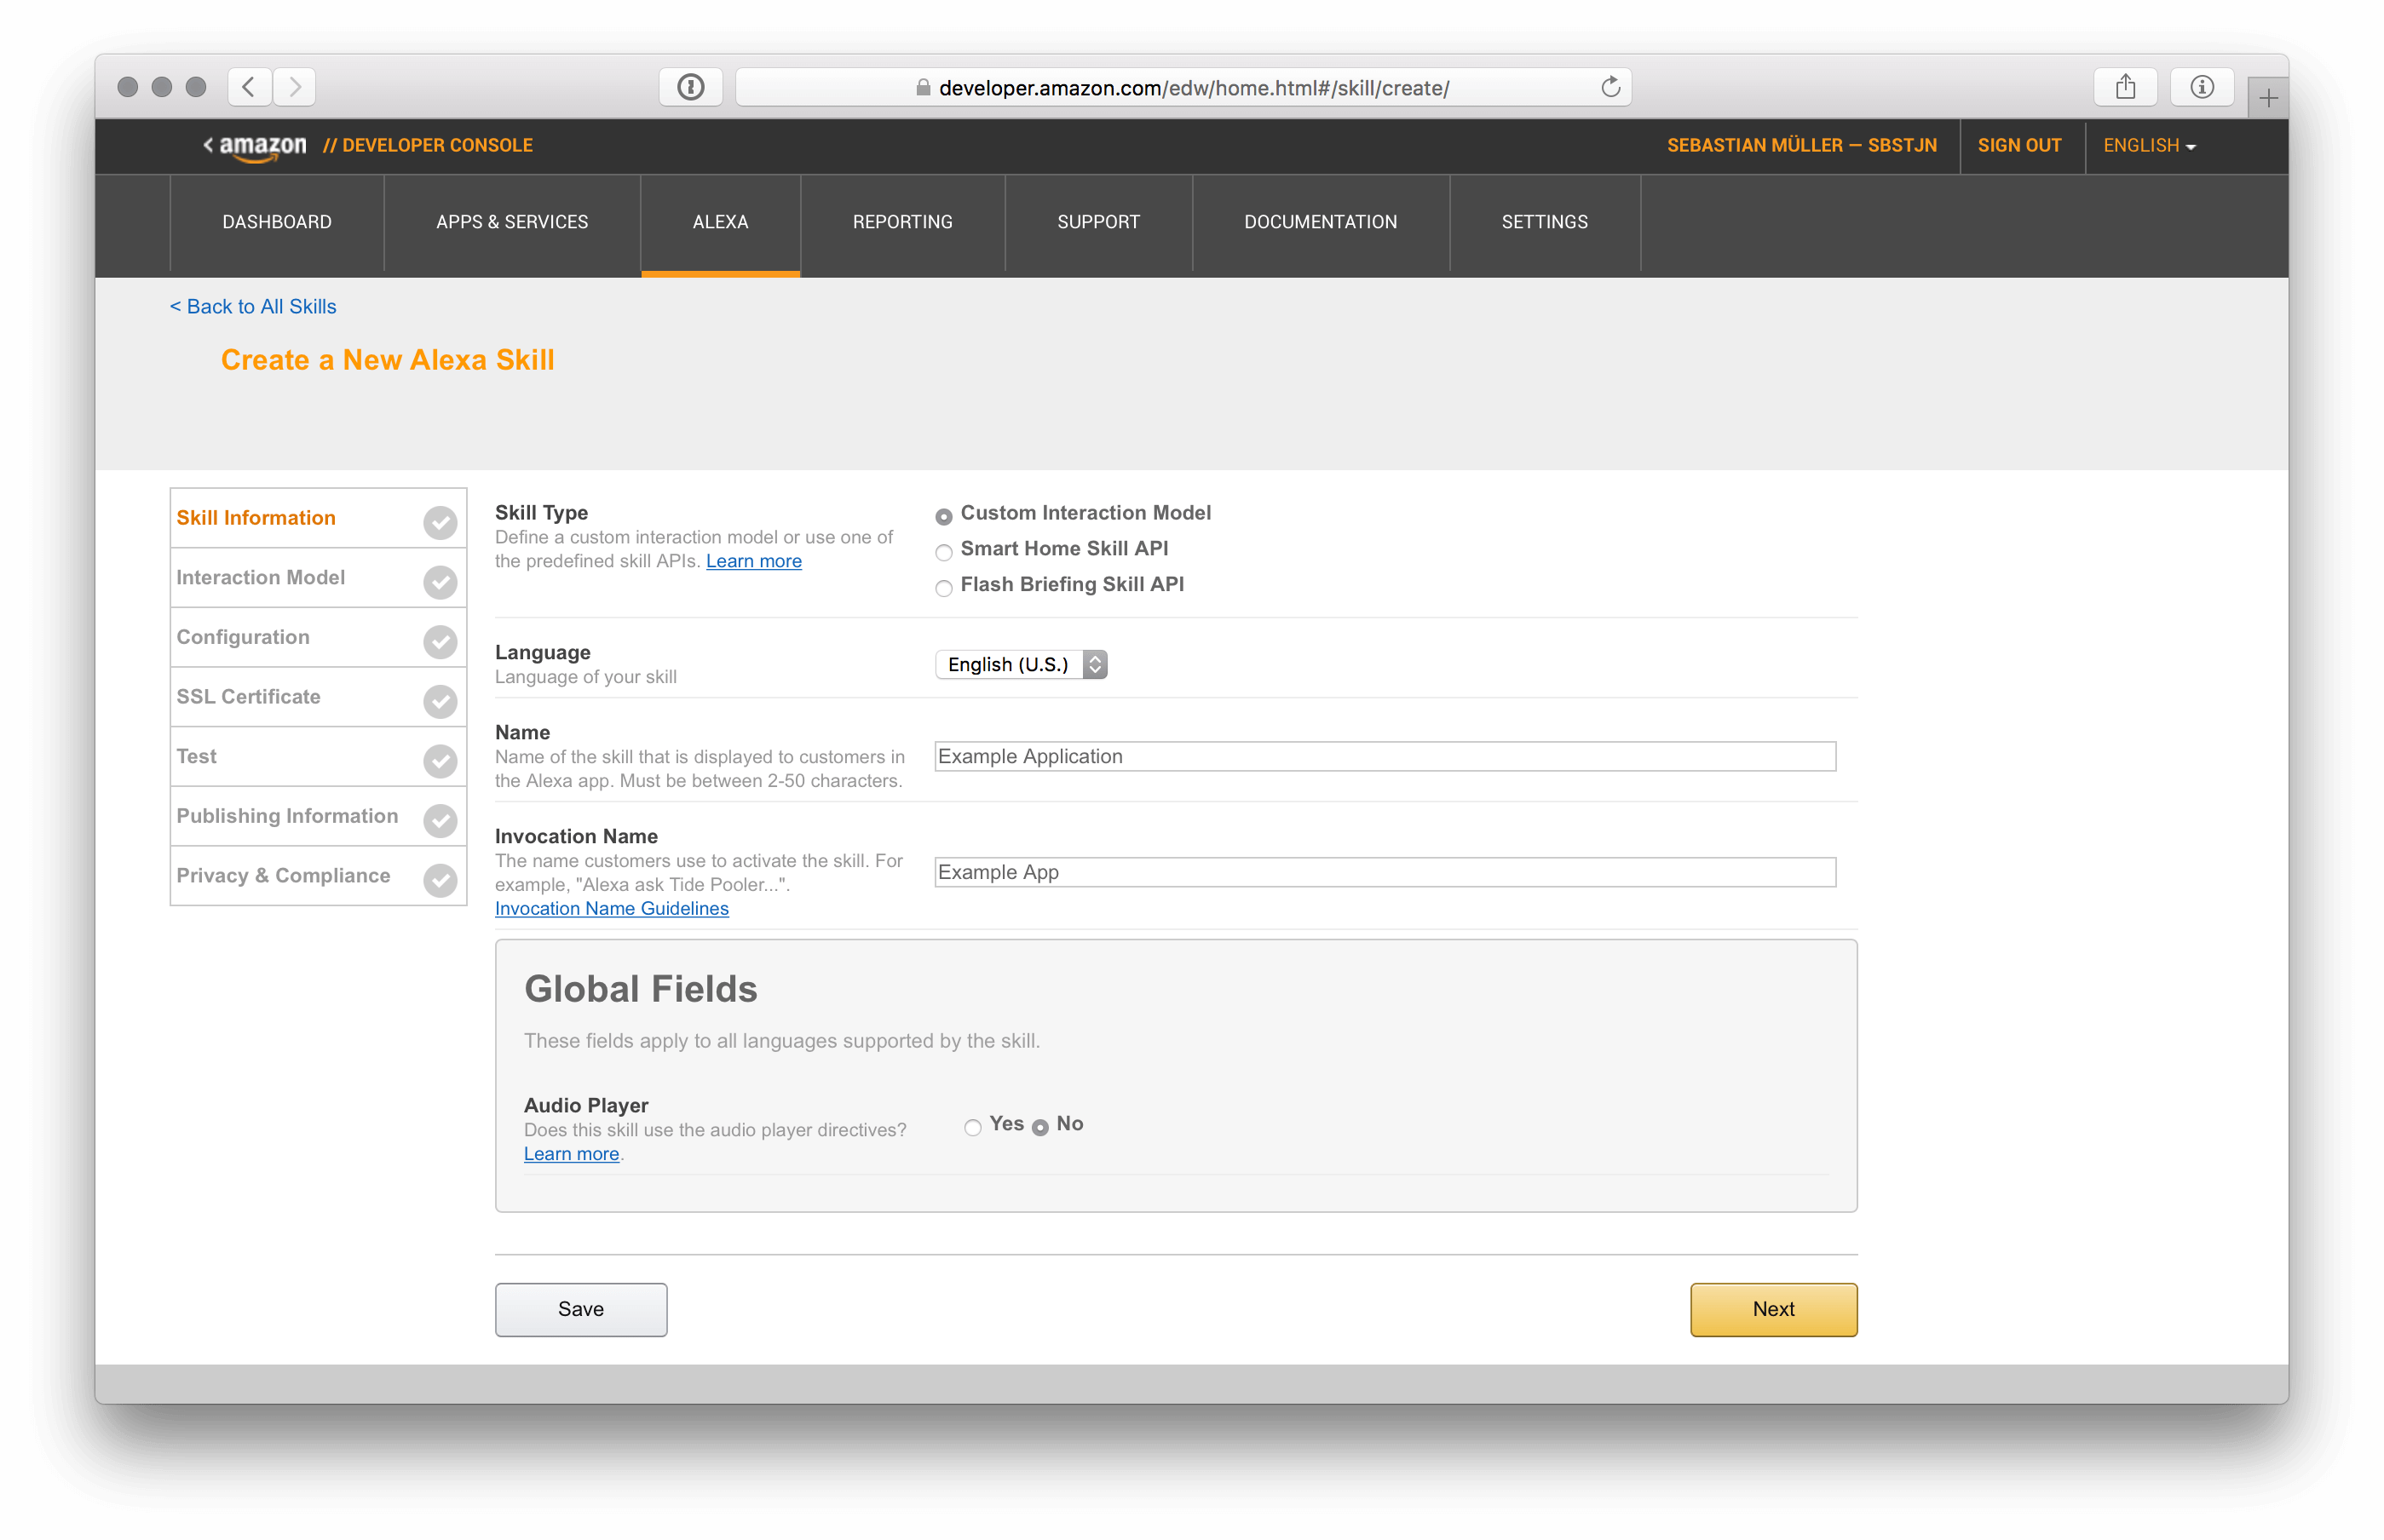 developer.amazon.com/edw/home.html#/skill/create/
< amazon // DEVELOPER CONSOLE
SEBASTIAN MÜLLER — SBSTJN
SIGN OUT
ENGLISH
DASHBOARD
APPS & SERVICES
ALEXA
REPORTING
SUPPORT
DOCUMENTATION
SETTINGS
< Back to All Skills
Create a New Alexa Skill
Skill Information
Interaction Model
Configuration
SSL Certificate
Test
Publishing Information
Privacy & Compliance
Skill Type
Define a custom interaction model or use one of
the predefined skill APIs. Learn more
Custom Interaction Model
Smart Home Skill API
Flash Briefing Skill API
Language
Language of your skill
English (U.S.)
Name
Name of the skill that is displayed to customers in
the Alexa app. Must be between 2-50 characters.
Example Application
Invocation Name
The name customers use to activate the skill. For
example, "Alexa ask Tide Pooler...".
Invocation Name Guidelines
Example App
Global Fields
These fields apply to all languages supported by the skill.
Audio Player
Does this skill use the audio player directives?
Learn more.
Yes No
Save
Next